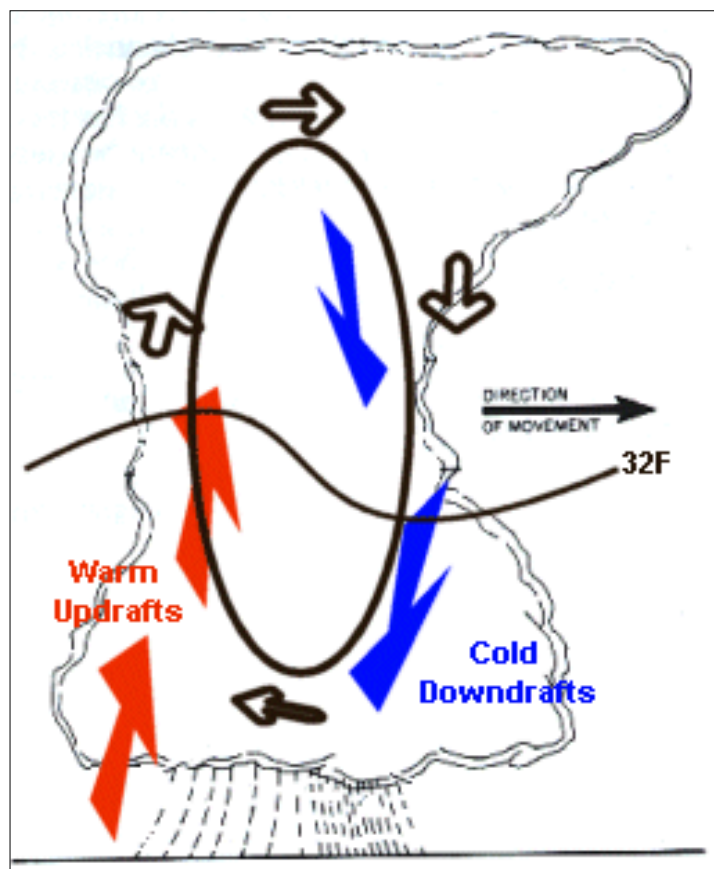 DIRECTION
OF MOVEMENT
32F
Warm
Updrafts
Cold
Downdrafts